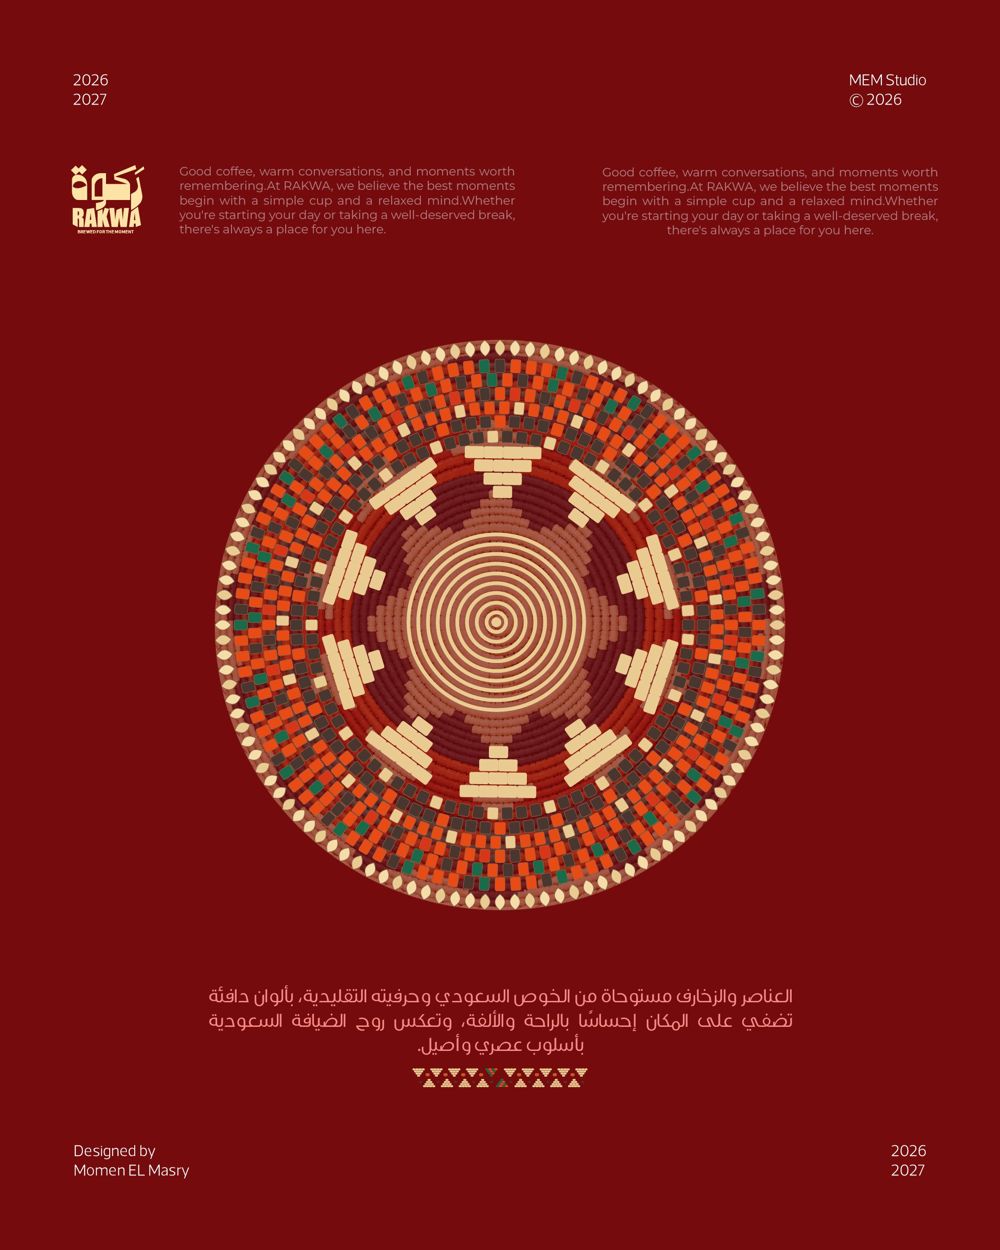 2026
2027
MEM Studio
© 2026
رَكوة
RAKWA
BREWED FOR THE MOMENT
Good coffee, warm conversations, and moments worth
remembering.At RAKWA, we believe the best moments
begin with a simple cup and a relaxed mind.Whether
you're starting your day or taking a well-deserved break,
there's always a place for you here.
Good coffee, warm conversations, and moments worth
remembering.At RAKWA, we believe the best moments
begin with a simple cup and a relaxed mind.Whether
you're starting your day or taking a well-deserved break,
there's always a place for you here.
العناصر والزخارف مستوحاة من الخوص السعودي وحرفيته التقليدية، بألوان دافئة
تضفي على المكان إحساسًا بالراحة والألفة، وتعكس روح الضيافة السعودية
بأسلوب عصري وأصيل.
Designed by
Momen EL Masry
2026
2027